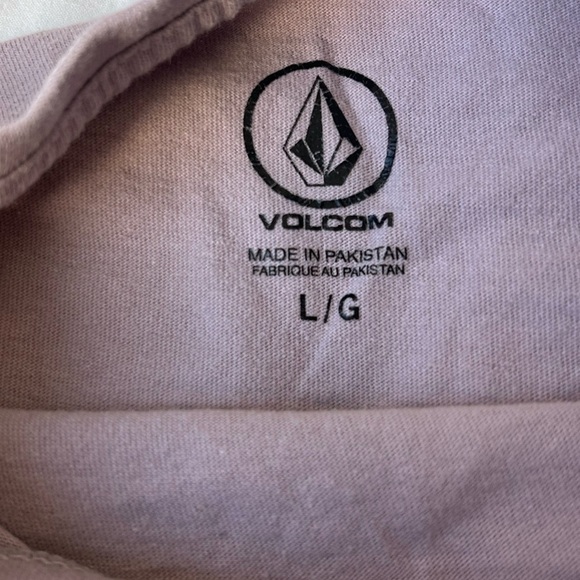 VOLCOM
MADE IN PAKISTAN
FABRIQUE AU PAKISTAN
L/G